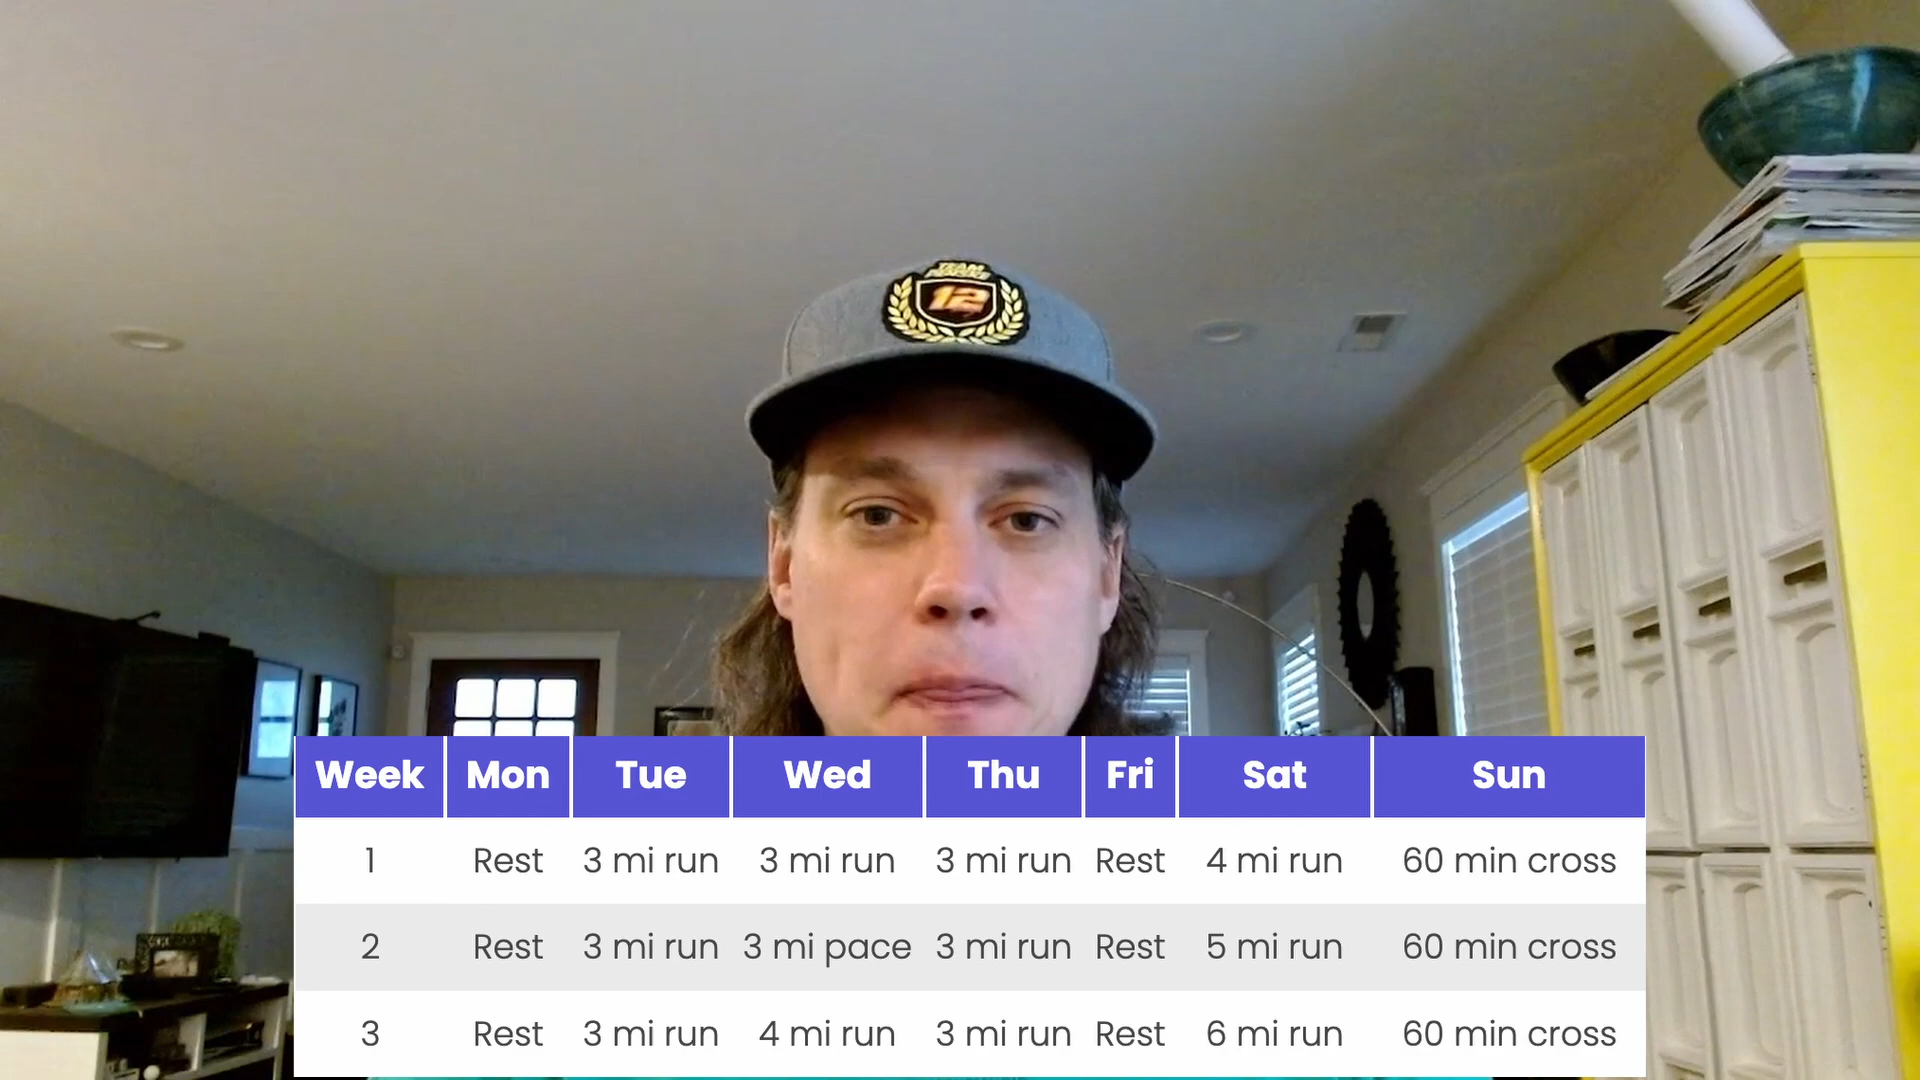 TEAM
12
Week Mon Tue Wed Thu Fri Sat Sun
1 Rest 3 mi run 3 mi run 3 mi run Rest 4 mi run 60 min cross
2 Rest 3 mi run 3 mi pace 3 mi run Rest 5 mi run 60 min cross
3 Rest 3 mi run 4 mi run 3 mi run Rest 6 mi run 60 min cross